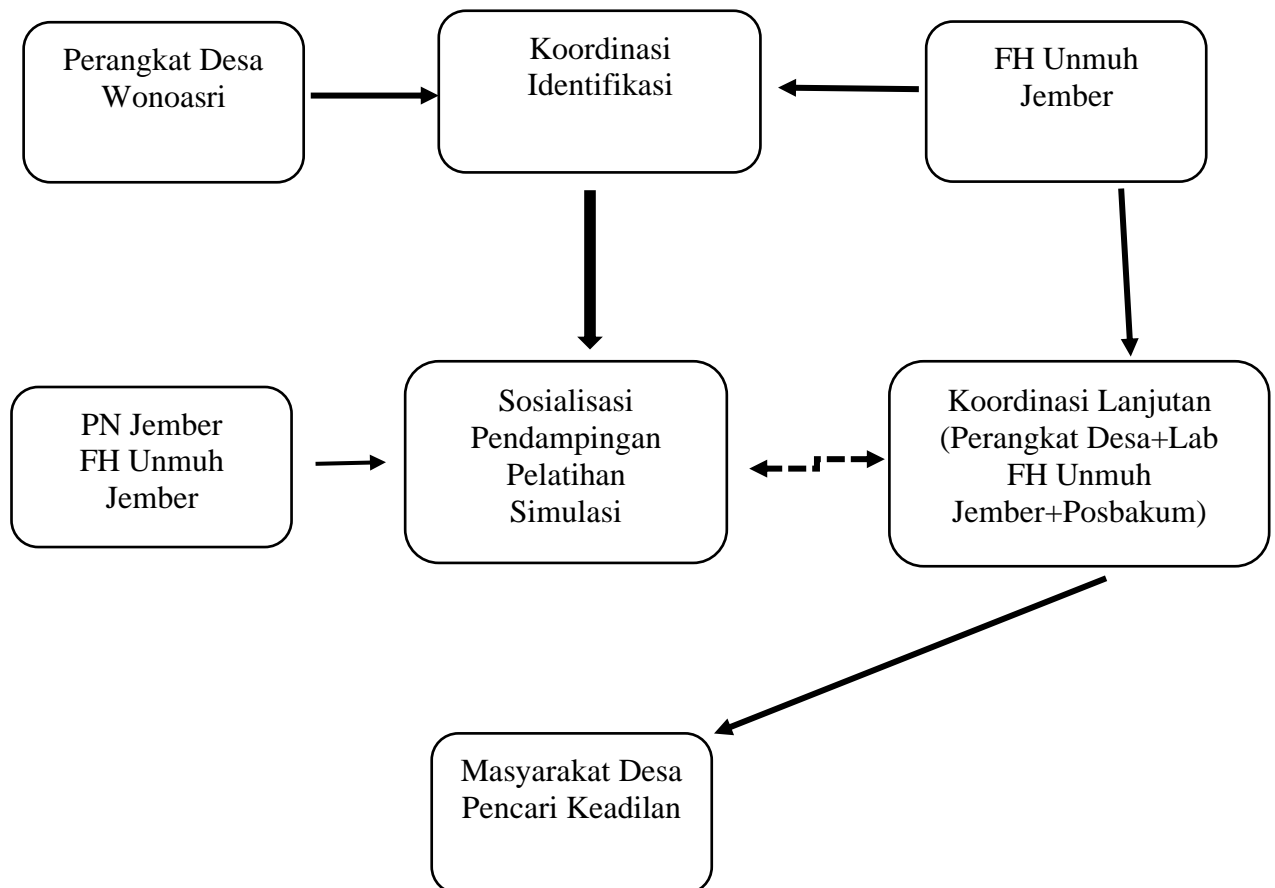 Perangkat Desa
Wonoasri
Koordinasi
Identifikasi
FH Unmuh
Jember
PN Jember
FH Unmuh
Jember
Sosialisasi
Pendampingan
Pelatihan
Simulasi
Koordinasi Lanjutan
(Perangkat Desa+Lab
FH Unmuh
Jember+Posbakum)
Masyarakat Desa
Pencari Keadilan